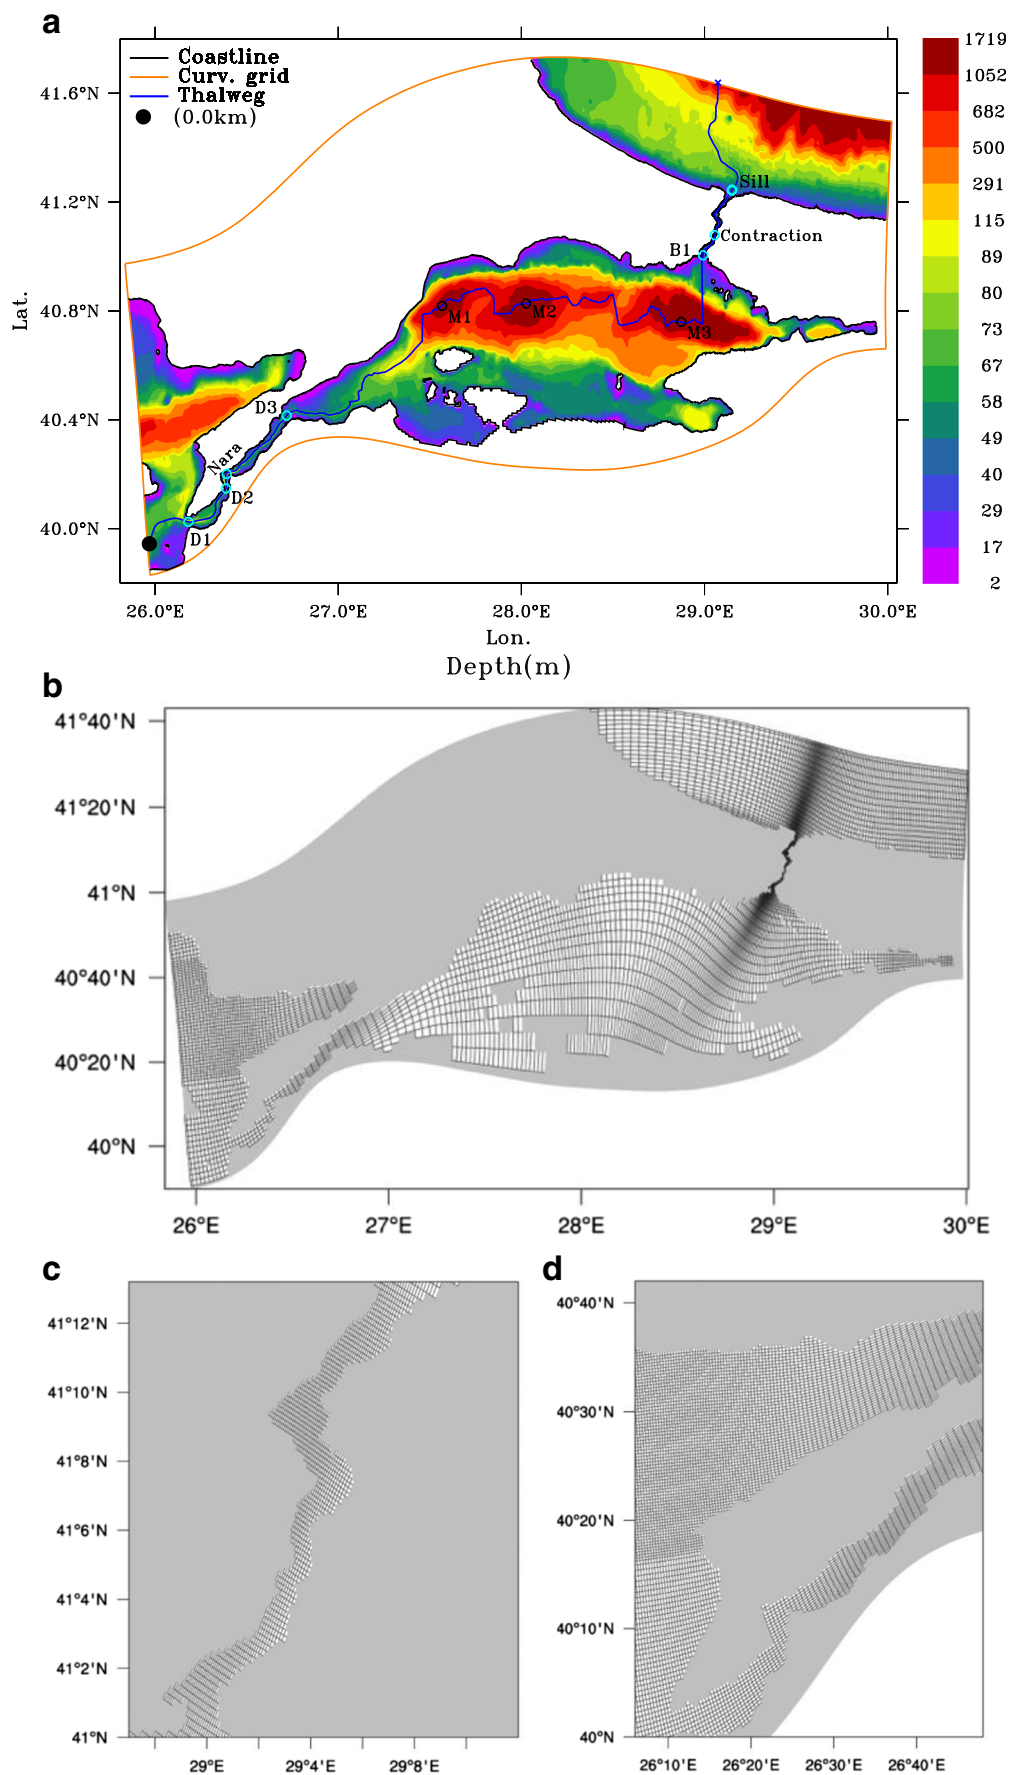 a
Coastline
Curv. grid
Thalweg
(0.0km)
41.6°N
41.2°N
40.8°N
40.4°N
40.0°N
Lat.
Sill
Contraction
B1
M1
M2
M3
D3
Nara
D2
D1
26.0°E
27.0°E
28.0°E
29.0°E
30.0°E
Lon.
Depth(m)
1719
1052
682
500
291
115
89
80
73
67
58
49
40
29
17
2
b
41°40'N
41°20'N
41°N
40°40'N
40°20'N
40°N
26°E
27°E
28°E
29°E
30°E
c
41°12'N
41°10'N
41°8'N
41°6'N
41°4'N
41°2'N
41°N
29°E
29°4'E
29°8'E
d
40°40'N
40°30'N
40°20'N
40°10'N
40°N
26°10'E
26°20'E
26°30'E
26°40'E